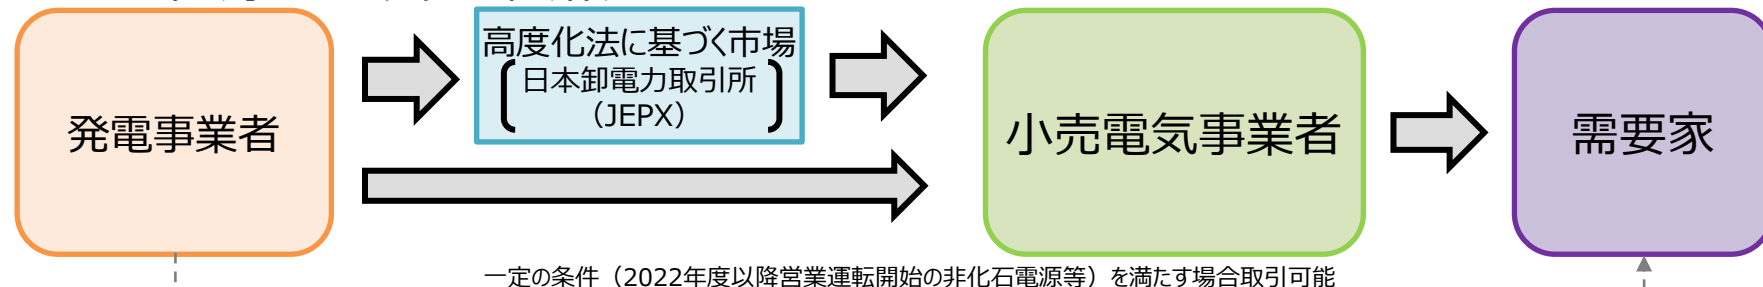 高度化法に基づく市場
日本卸電力取引所
（JEPX）
発電事業者
小売電気事業者
需要家
一定の条件（2022年度以降営業運転開始の非化石電源等）を満たす場合取引可能